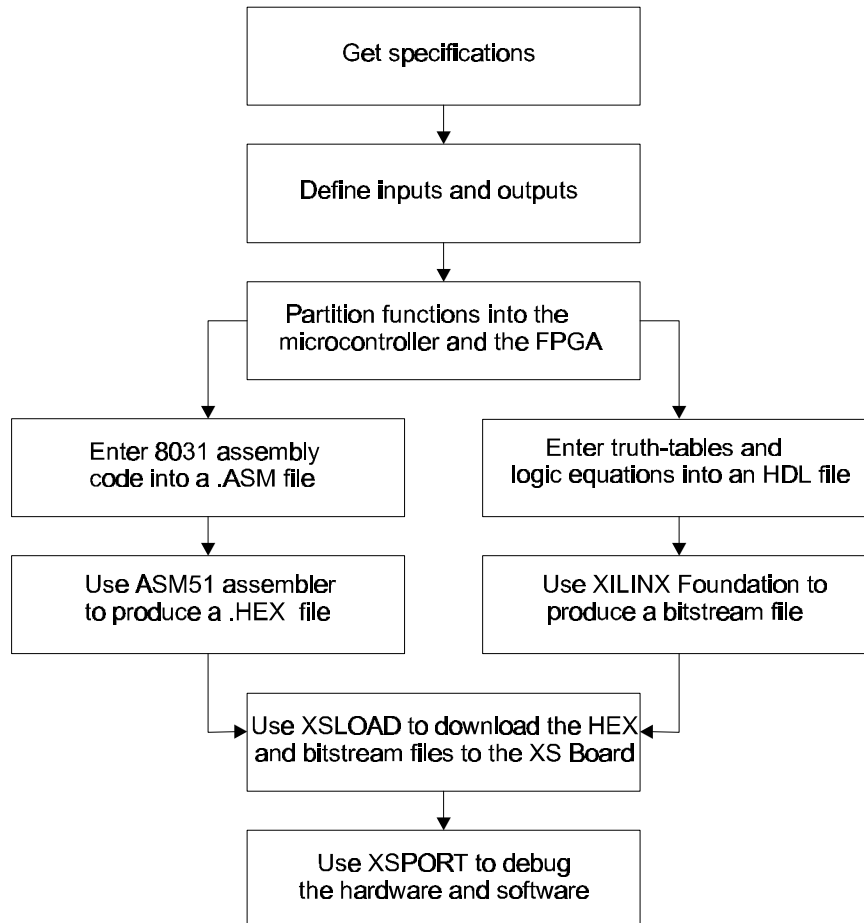 Get specifications
Define inputs and outputs
Partition functions into the
microcontroller and the FPGA
Enter 8031 assembly
code into a .ASM file
Enter truth-tables and
logic equations into an HDL file
Use ASM51 assembler
to produce a .HEX file
Use XILINX Foundation to
produce a bitstream file
Use XSLOAD to download the HEX
and bitstream files to the XS Board
Use XSPORT to debug
the hardware and software